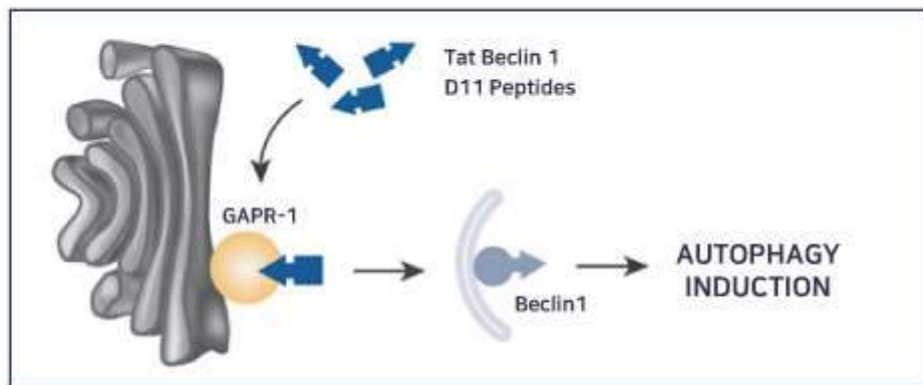 Tat Beclin 1
D11 Peptides
GAPR-1
Beclin1
AUTOPHAGY
INDUCTION